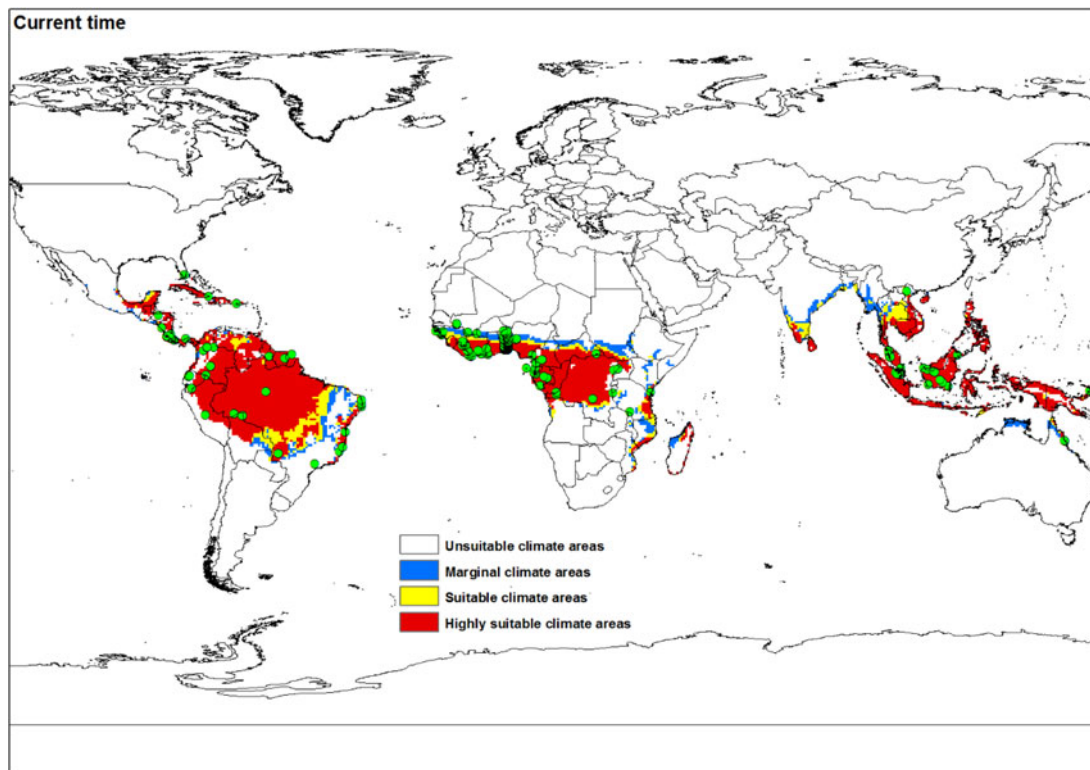 Current time
Unsuitable climate areas
Marginal climate areas
Suitable climate areas
Highly suitable climate areas